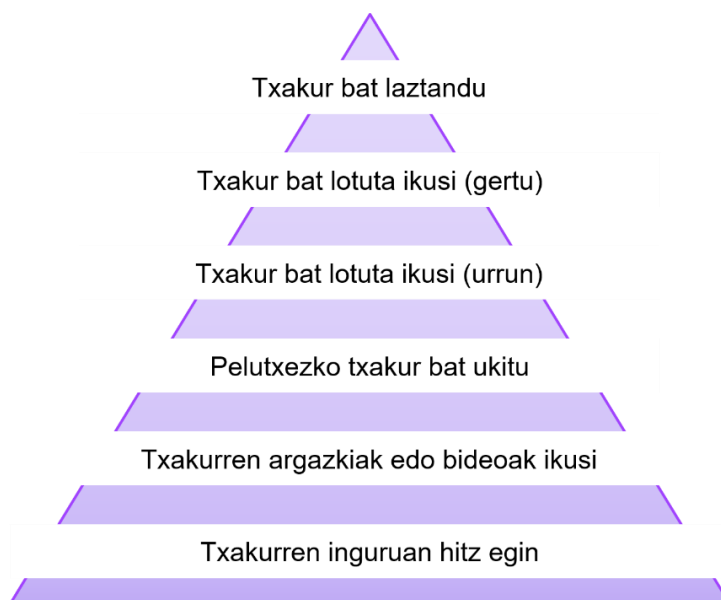 Txakur bat laztandu
Txakur bat lotuta ikusi (gertu)
Txakur bat lotuta ikusi (urrun)
Pelutxezko txakur bat ukitu
Txakurren argazkiak edo bideoak ikusi
Txakurren inguruan hitz egin